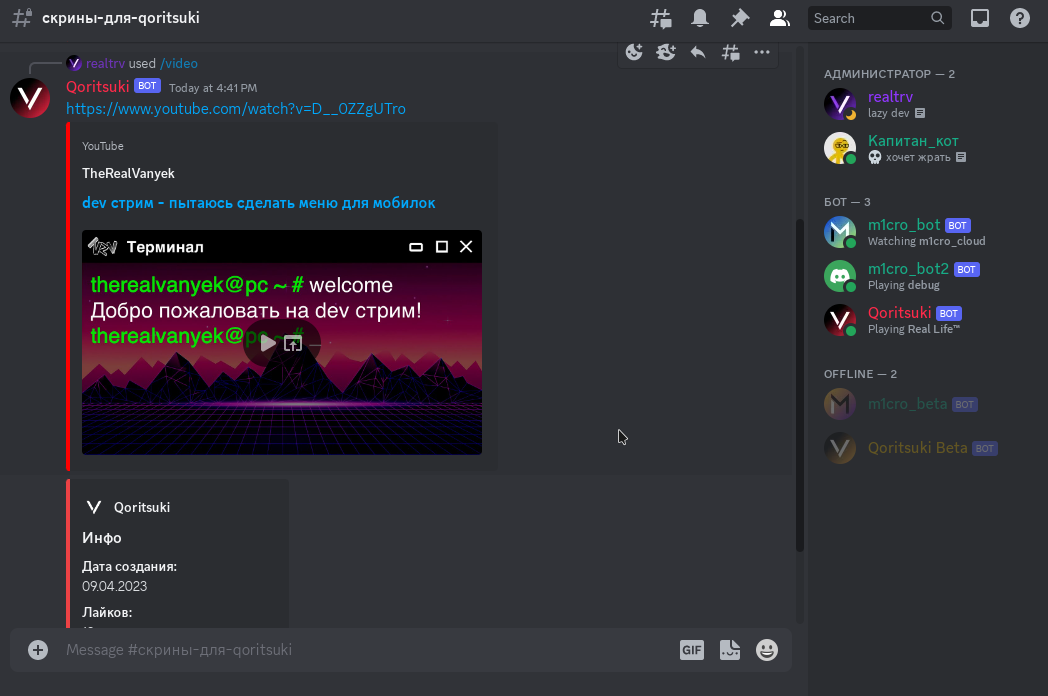 скрины-для-qoritsuki
Search
realtrv used /video
Qoritsuki BOT Today at 4:41 PM
https://www.youtube.com/watch?v=D__0ZZgUTro
YouTube
TheRealVanyek
dev стрим - пытаюсь сделать меню для мобилок
Терминал
therealvanyek@pc ~ # welcome
Добро пожаловать на dev стрим!
therealvanyek@pc ~ #
Qoritsuki
Инфо
Дата создания:
09.04.2023
Лайков:
Message #скрины-для-qoritsuki
GIF
АДМИНИСТРАТОР — 2
realtrv
lazy dev
Капитан_кот
хочет жрать
БОТ — 3
m1cro_bot BOT
Watching m1cro_cloud
m1cro_bot2 BOT
Playing debug
Qoritsuki BOT
Playing Real Life™
OFFLINE — 2
m1cro_beta BOT
Qoritsuki Beta BOT